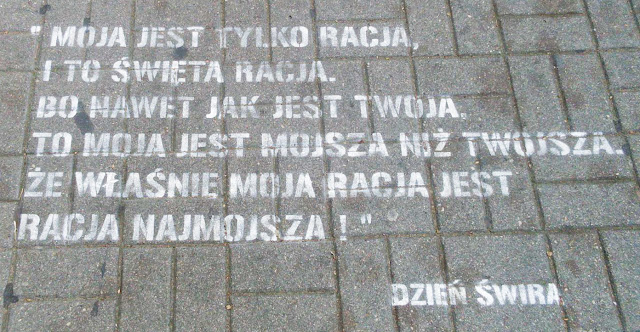 " MOJA JEST TYLKO RACJA,
I TO ŚWIĘTA RACJA.
BO NAWET JAK JEST TWOJA,
TO MOJA JEST MOJSZA NIŻ TWOJSZA.
ŻE WŁAŚNIE MOJA RACJA JEST
RACJA NAJMOJSZA ! "
DZIEŃ ŚWIRA